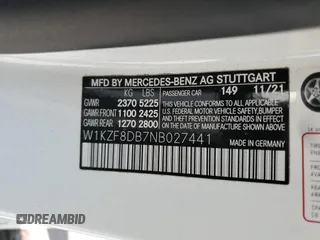 MFD BY MERCEDES-BENZ AG STUTTGART
KG LBS PASSENGER CAR 149 11/21
GVWR 2370 5225
GAWR FRONT 1100 2425
GAWR REAR 1270 2800
THIS VEHICLE CONFORMS TO ALL APPLICABLE
U.S. FEDERAL MOTOR VEHICLE SAFETY, BUMPER
AND THEFT PREVENTION STANDARDS IN EFFECT
ON THE DATE OF MANUFACTURE SHOWN ABOVE
W1KZF8DB7NB027441
MADE IN GERMANY
DREAMBID